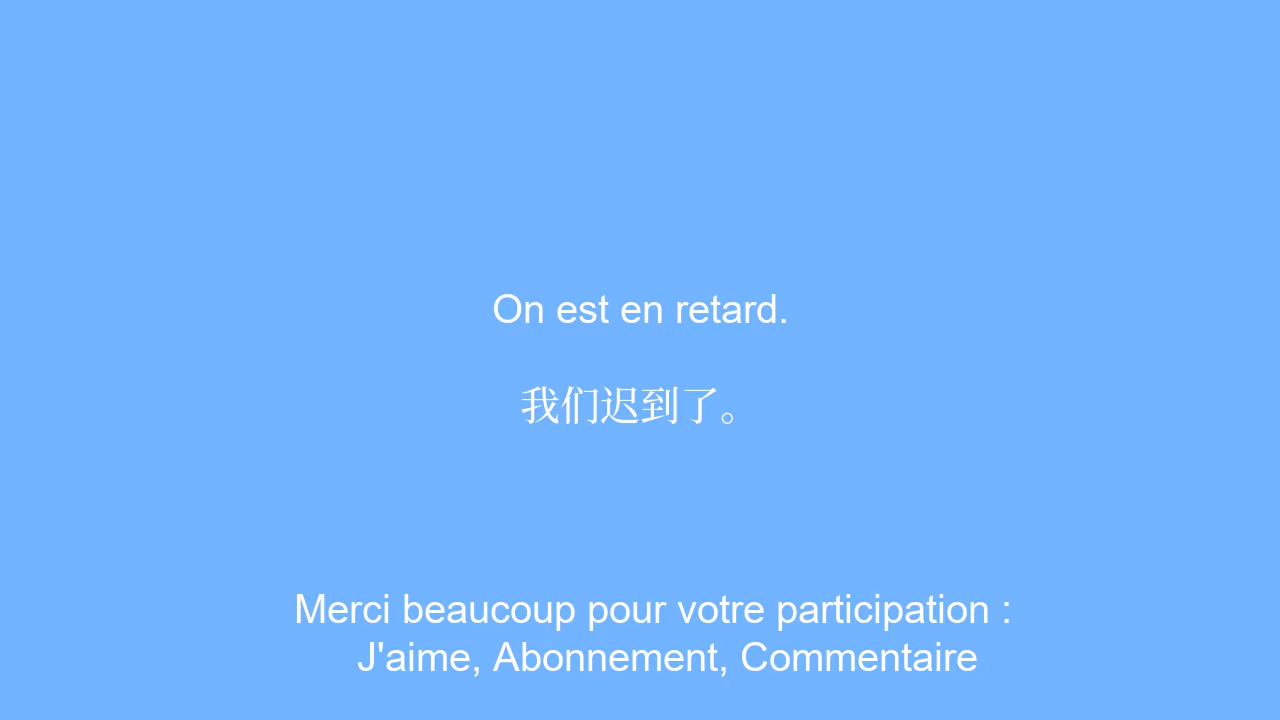 On est en retard.
我们迟到了。
Merci beaucoup pour votre participation :
J'aime, Abonnement, Commentaire